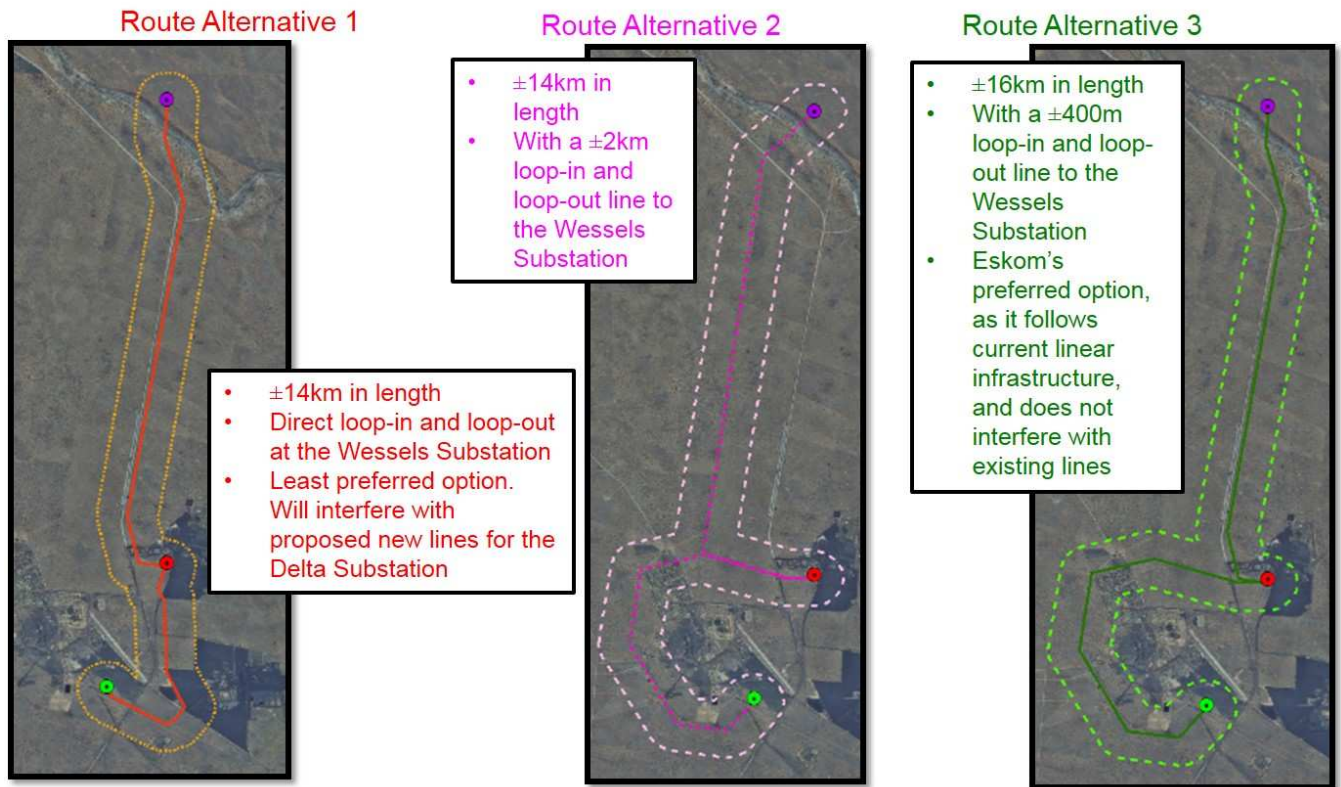 Route Alternative 1
Route Alternative 2
Route Alternative 3
• ±14km in length
• Direct loop-in and loop-out
at the Wessels Substation
• Least preferred option.
Will interfere with
proposed new lines for the
Delta Substation
• ±14km in
length
• With a ±2km
loop-in and
loop-out line to
the Wessels
Substation
• ±16km in length
• With a ±400m
loop-in and loop-
out line to the
Wessels
Substation
• Eskom's
preferred option,
as it follows
current linear
infrastructure,
and does not
interfere with
existing lines